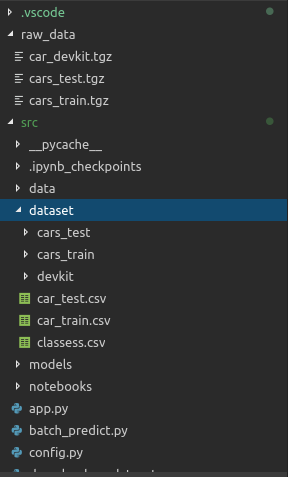 .vscode
raw_data
car_devkit.tgz
cars_test.tgz
cars_train.tgz
src
__pycache__
.ipynb_checkpoints
data
dataset
cars_test
cars_train
devkit
car_test.csv
car_train.csv
classess.csv
models
notebooks
app.py
batch_predict.py
config.py